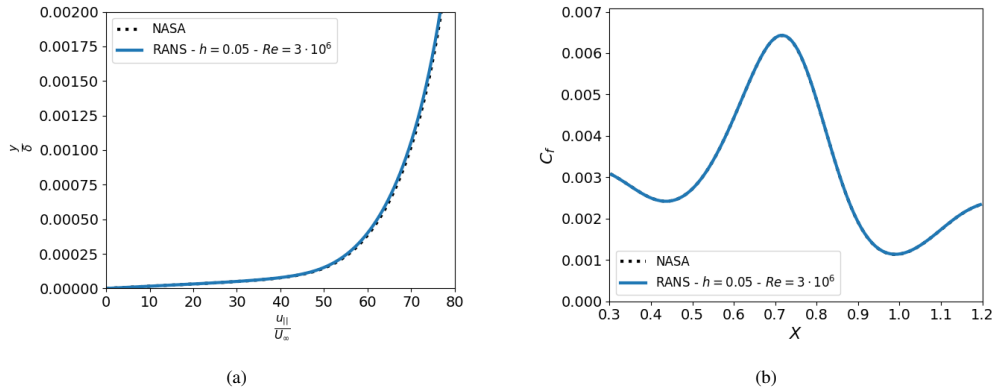 0.00200
0.00175
0.00150
0.00125
0.00100
0.00075
0.00050
0.00025
0.00000
y/δ
NASA
RANS - h = 0.05 - Re = 3 · 10⁶
0 10 20 30 40 50 60 70 80
u_||/U_∞
(a)
0.007
0.006
0.005
0.004
0.003
0.002
0.001
0.000
C_f
NASA
RANS - h = 0.05 - Re = 3 · 10⁶
0.3 0.4 0.5 0.6 0.7 0.8 0.9 1.0 1.1 1.2
X
(b)